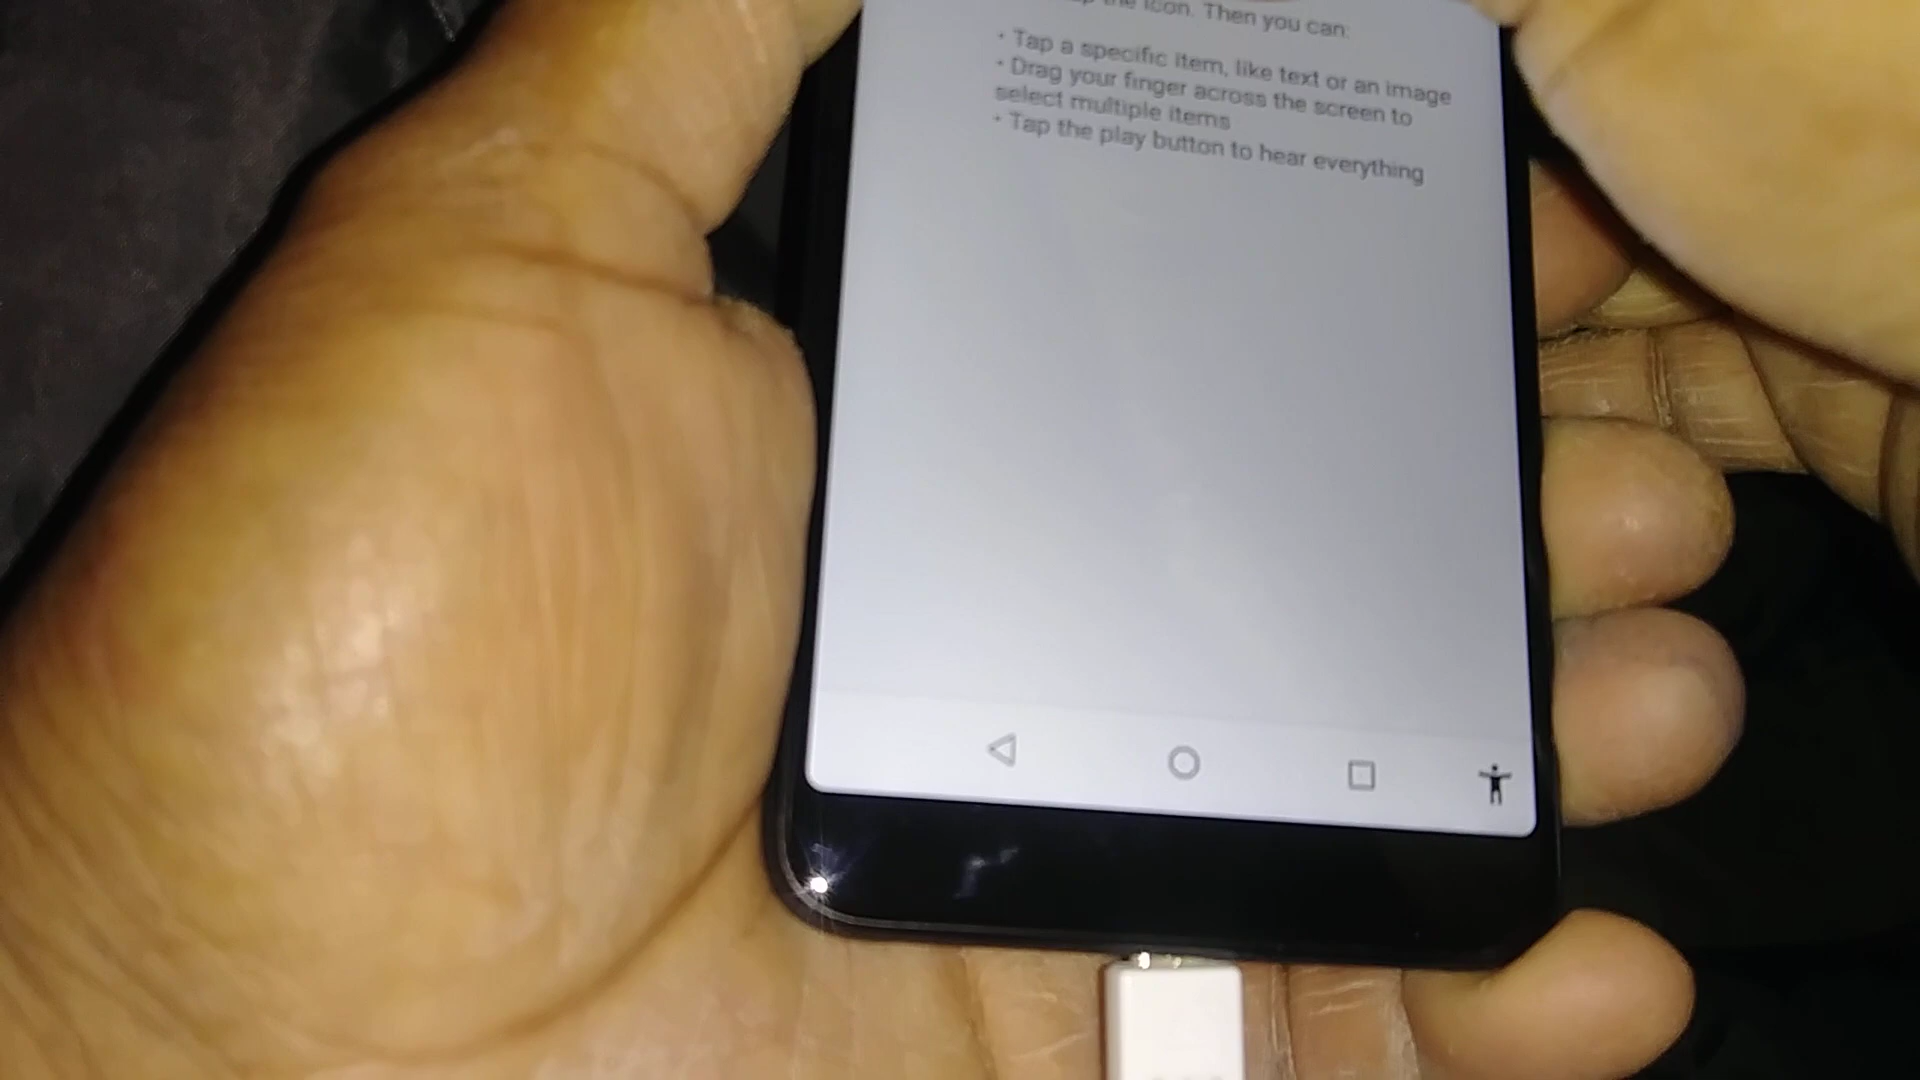 the icon. Then you can:
• Tap a specific item, like text or an image
• Drag your finger across the screen to
select multiple items
• Tap the play button to hear everything